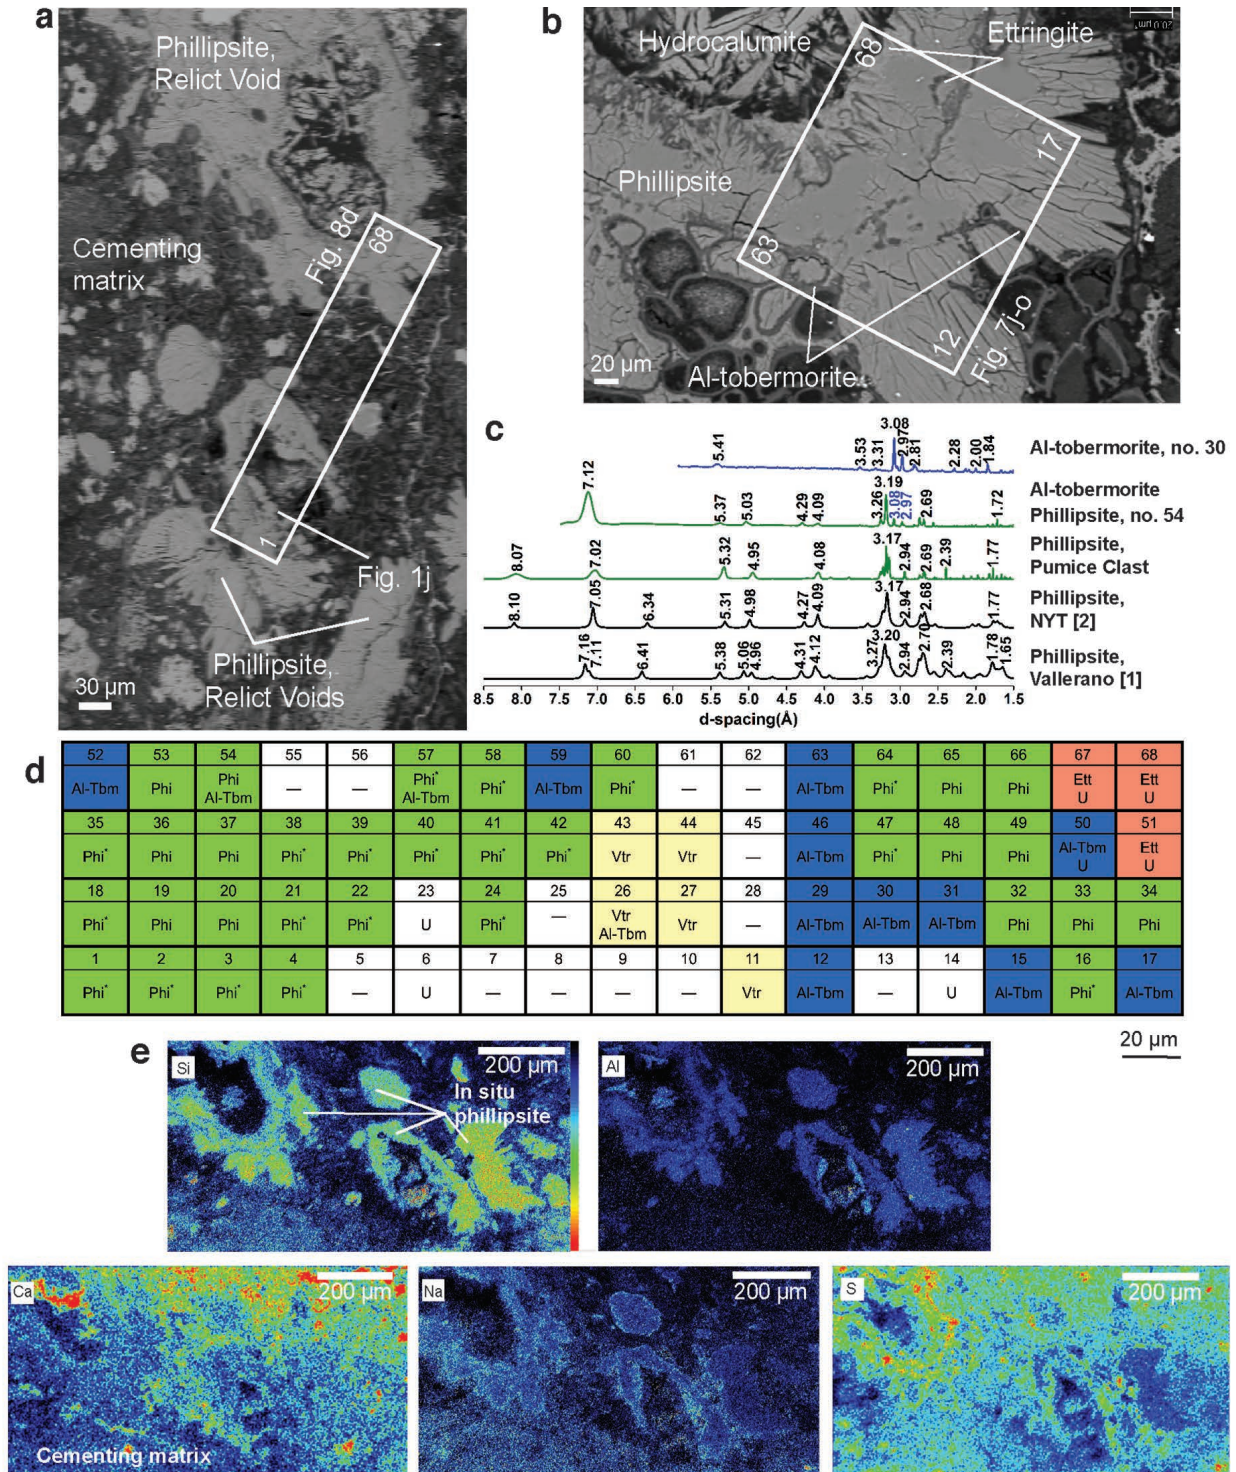 a
Phillipsite,
Relict Void
Cementing
matrix
Fig. 8d
68
1
Fig. 1j
Phillipsite,
Relict Voids
30 µm
b
Hydrocalumite
Ettringite
20.0 µm
68
17
Phillipsite
63
12
Fig. 7j-o
Al-tobermorite
20 µm
c
5.41 3.53 3.31 3.08 2.97 2.81 2.28 2.00 1.84
Al-tobermorite, no. 30
7.12 5.37 5.03 4.29 4.09 3.26 3.19 3.08 2.97 2.69 1.72
Al-tobermorite
Phillipsite, no. 54
8.07 7.02 5.32 4.95 4.08 3.17 2.94 2.69 2.39 1.77
Phillipsite,
Pumice Clast
8.10 7.05 6.34 5.31 4.98 4.27 4.09 3.17 2.94 2.68 1.77
Phillipsite,
NYT [2]
7.16 7.11 6.41 5.38 5.06 4.96 4.31 4.12 3.27 3.20 2.94 2.70 2.39 1.78 1.65
Phillipsite,
Vallerano [1]
8.5 8.0 7.5 7.0 6.5 6.0 5.5 5.0 4.5 4.0 3.5 3.0 2.5 2.0 1.5
d-spacing(Å)
d
52 53 54 55 56 57 58 59 60 61 62 63 64 65 66 67 68
Al-Tbm Phi Phi Al-Tbm — — Phi* Al-Tbm Phi* Al-Tbm Phi* — — Al-Tbm Phi* Phi Phi Ett U Ett U
35 36 37 38 39 40 41 42 43 44 45 46 47 48 49 50 51
Phi* Phi Phi Phi* Phi* Phi* Phi* Phi* Vtr Vtr — Al-Tbm Phi* Phi Phi Al-Tbm U Ett U
18 19 20 21 22 23 24 25 26 27 28 29 30 31 32 33 34
Phi* Phi Phi Phi* Phi* U Phi* — Vtr Al-Tbm Vtr — Al-Tbm Al-Tbm Al-Tbm Phi Phi Phi
1 2 3 4 5 6 7 8 9 10 11 12 13 14 15 16 17
Phi* Phi* Phi* Phi* — U — — — — Vtr Al-Tbm — U Al-Tbm Phi* Al-Tbm
20 µm
e
Si
200 µm
In situ
phillipsite
Al
200 µm
Ca
200 µm
Cementing matrix
Na
200 µm
S
200 µm